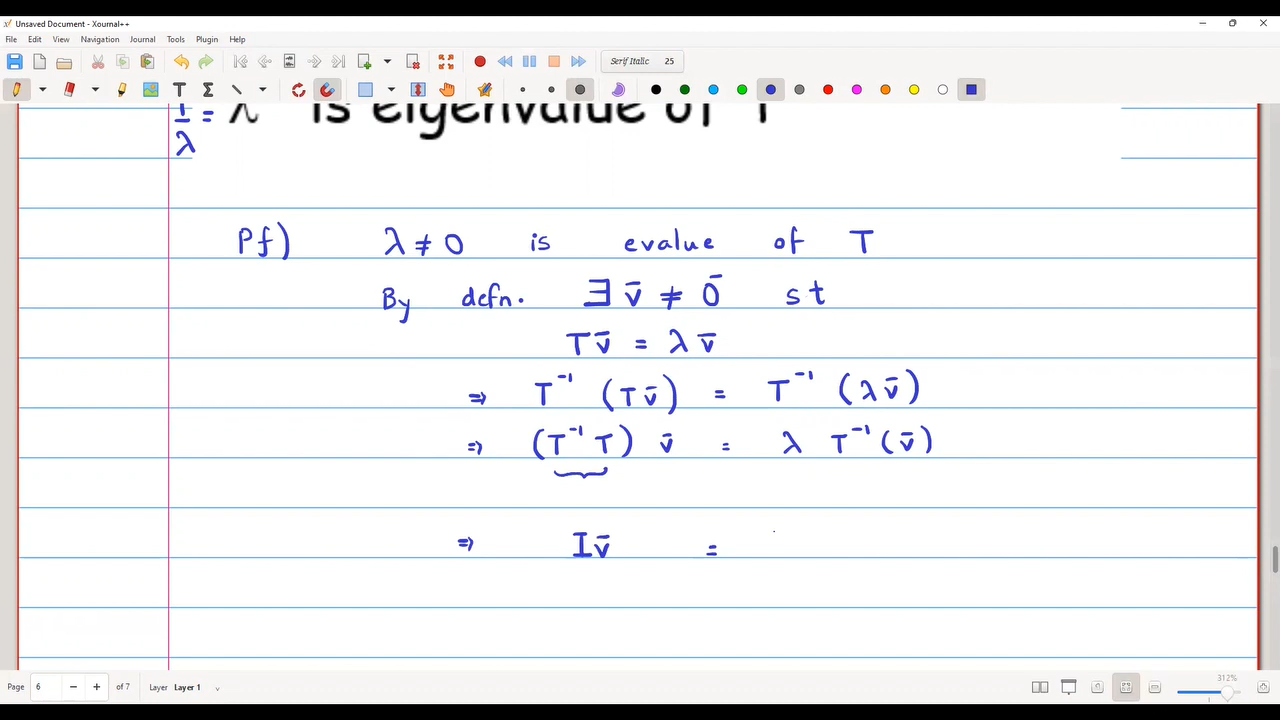 Unsaved Document - Xournal++
File Edit View Navigation Journal Tools Plugin Help
Serif Italic 25
1/λ = λ is eigenvalue of T
Pf) λ ≠ 0 is evalue of T
By defn. ∃ v̄ ≠ 0̄ st
Tv̄ = λv̄
⇒ T⁻¹ (Tv̄) = T⁻¹ (λv̄)
⇒ (T⁻¹ T) v̄ = λ T⁻¹(v̄)
⇒ Iv̄ =
Page 6 of 7 Layer Layer 1 312%